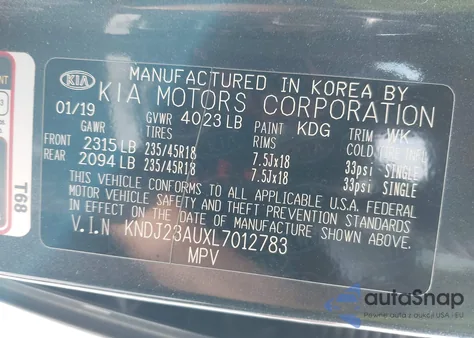 KIA
MANUFACTURED IN KOREA BY
KIA MOTORS CORPORATION
01/19 GVWR 4023 LB PAINT KDG TRIM WK
GAWR TIRES RIMS COLD
FRONT 2315 LB 235/45R18 7.5Jx18 33psi SINGLE
REAR 2094 LB 235/45R18 7.5Jx18 33psi SINGLE
THIS VEHICLE CONFORMS TO ALL APPLICABLE U.S.A. FEDERAL
MOTOR VEHICLE SAFETY AND THEFT PREVENTION STANDARDS
IN EFFECT ON THE DATE OF MANUFACTURE SHOWN ABOVE.
V.I.N KNDJ23AUXL7012783
MPV
T68
autoSnap